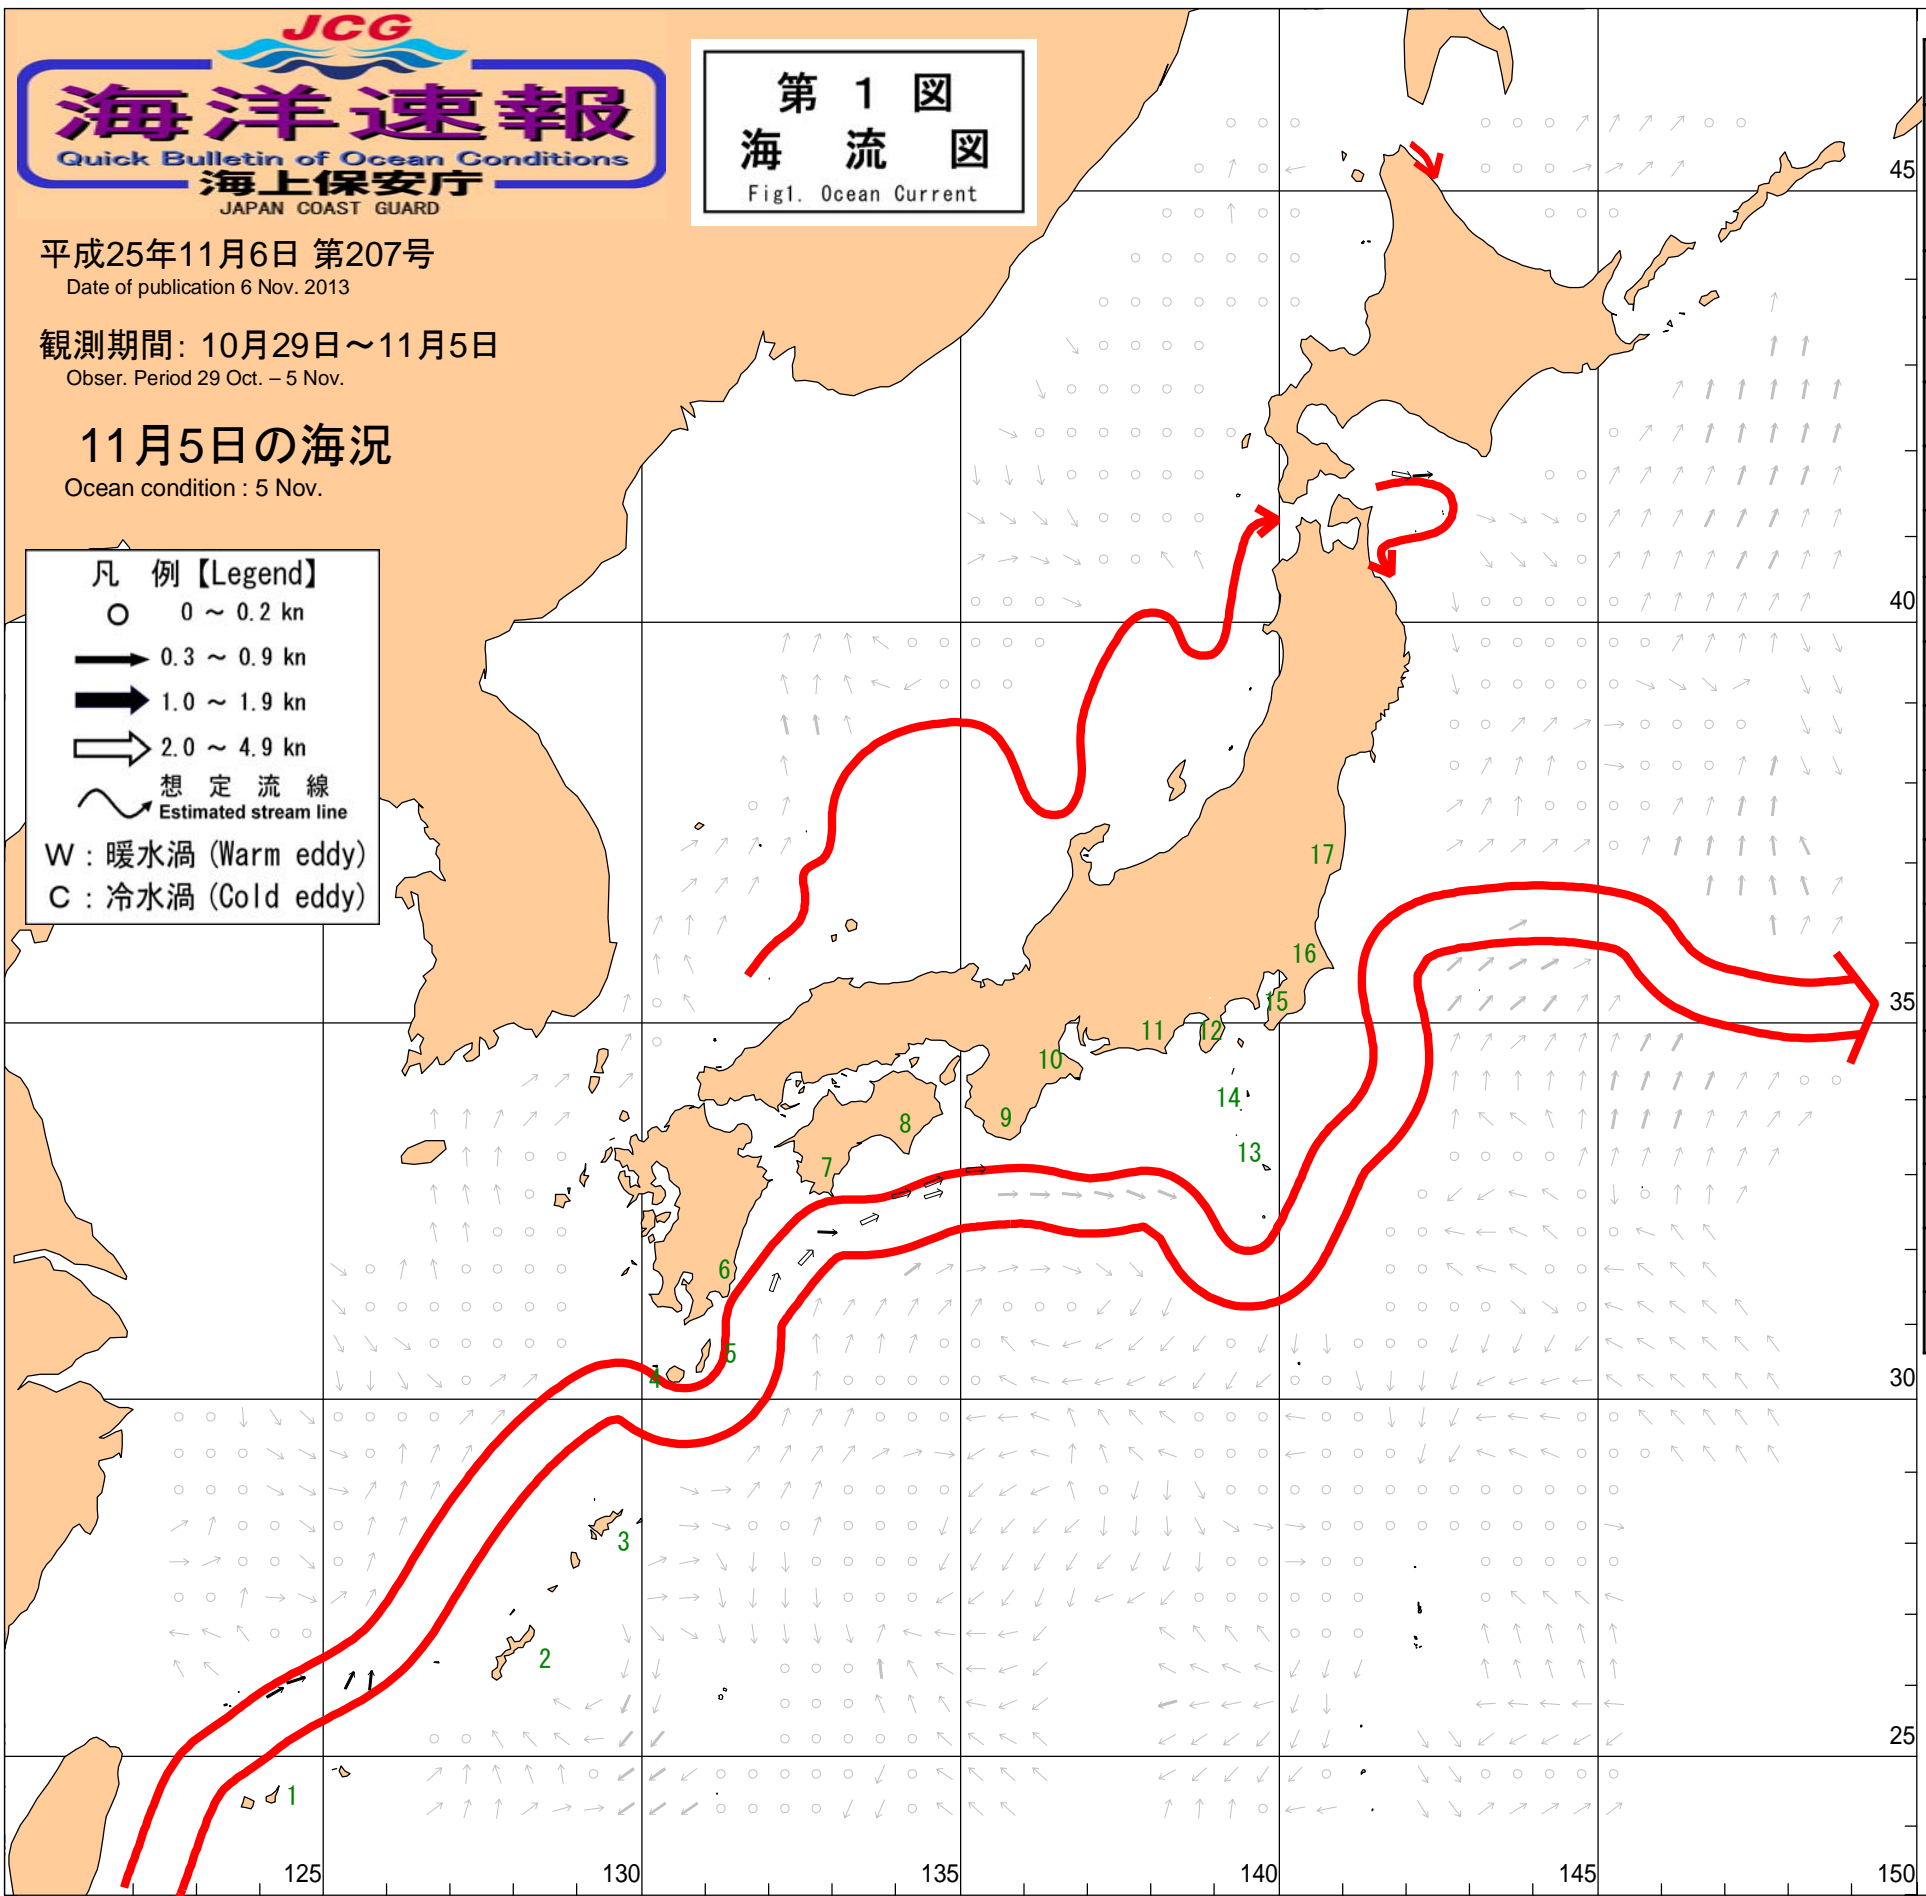 JCG
海洋速報
Quick Bulletin of Ocean Conditions
海上保安庁
JAPAN COAST GUARD
第 1 図
海 流 図
Fig1. Ocean Current
平成25年11月6日 第207号
Date of publication 6 Nov. 2013
観測期間: 10月29日～11月5日
Obser. Period 29 Oct. – 5 Nov.
11月5日の海況
Ocean condition : 5 Nov.
凡 例【Legend】
0 ～ 0.2 kn
0.3 ～ 0.9 kn
1.0 ～ 1.9 kn
2.0 ～ 4.9 kn
想 定 流 線
Estimated stream line
W : 暖水渦 (Warm eddy)
C : 冷水渦 (Cold eddy)
45
40
17
16
35
15
12
11
10
14
9
8
13
7
6
5
4
30
3
2
25
1
125
130
135
140
145
150